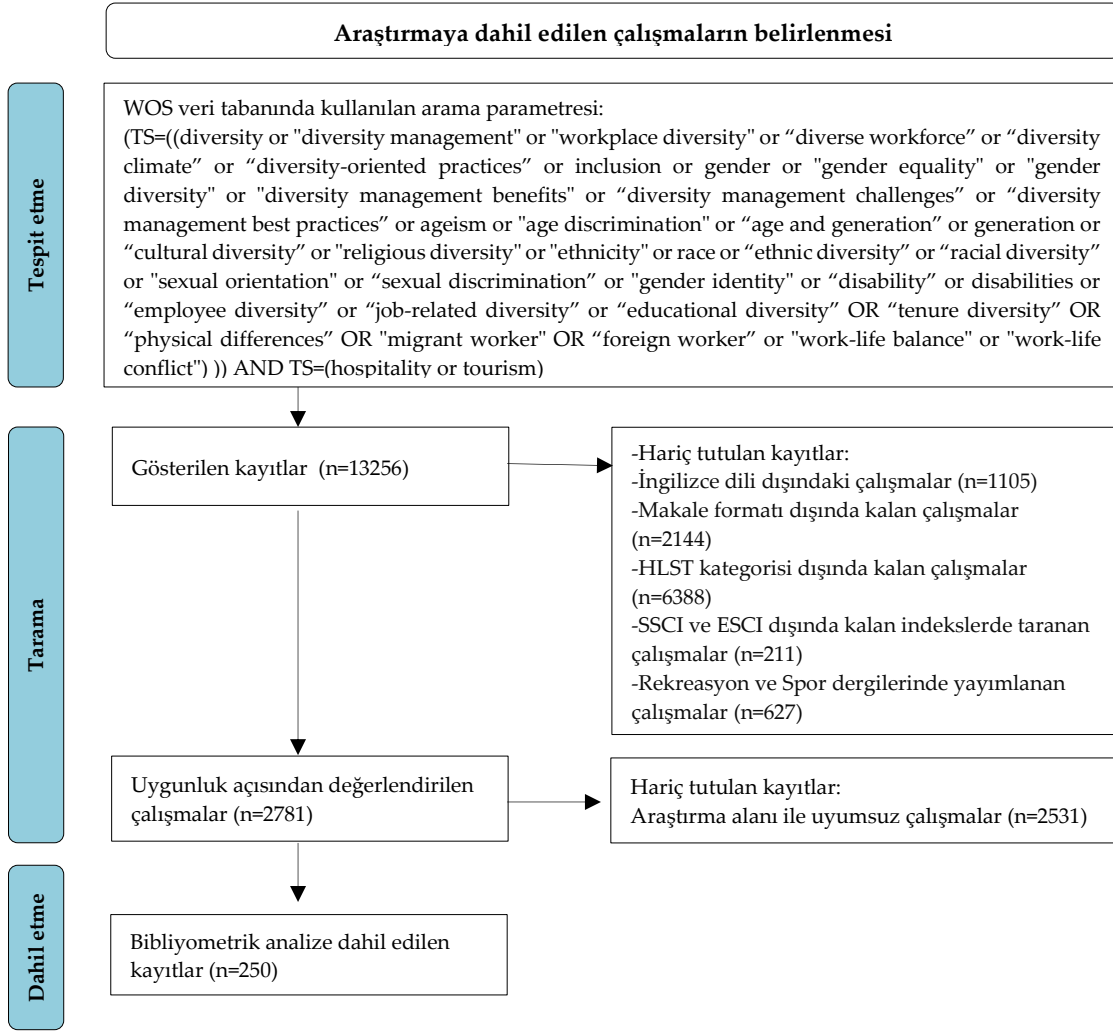 Araştırmaya dahil edilen çalışmaların belirlenmesi
Tespit etme
WOS veri tabanında kullanılan arama parametresi:
(TS=((diversity or "diversity management" or "workplace diversity" or “diverse workforce” or “diversity
climate” or “diversity-oriented practices” or inclusion or gender or "gender equality" or "gender
diversity" or "diversity management benefits" or “diversity management challenges” or “diversity
management best practices” or ageism or "age discrimination" or “age and generation” or generation or
“cultural diversity” or "religious diversity" or "ethnicity" or race or “ethnic diversity” or “racial diversity”
or "sexual orientation" or “sexual discrimination” or "gender identity" or “disability” or disabilities or
“employee diversity” or “job-related diversity” or “educational diversity” OR “tenure diversity” OR
“physical differences” OR "migrant worker" OR “foreign worker” or "work-life balance" or "work-life
conflict") )) AND TS=(hospitality or tourism)
Tarama
Gösterilen kayıtlar (n=13256)
-Hariç tutulan kayıtlar:
-İngilizce dili dışındaki çalışmalar (n=1105)
-Makale formatı dışında kalan çalışmalar
(n=2144)
-HLST kategorisi dışında kalan çalışmalar
(n=6388)
-SSCI ve ESCI dışında kalan indekslerde taranan
çalışmalar (n=211)
-Rekreasyon ve Spor dergilerinde yayımlanan
çalışmalar (n=627)
Uygunluk açısından değerlendirilen
çalışmalar (n=2781)
Hariç tutulan kayıtlar:
Araştırma alanı ile uyumsuz çalışmalar (n=2531)
Dahil etme
Bibliyometrik analize dahil edilen
kayıtlar (n=250)